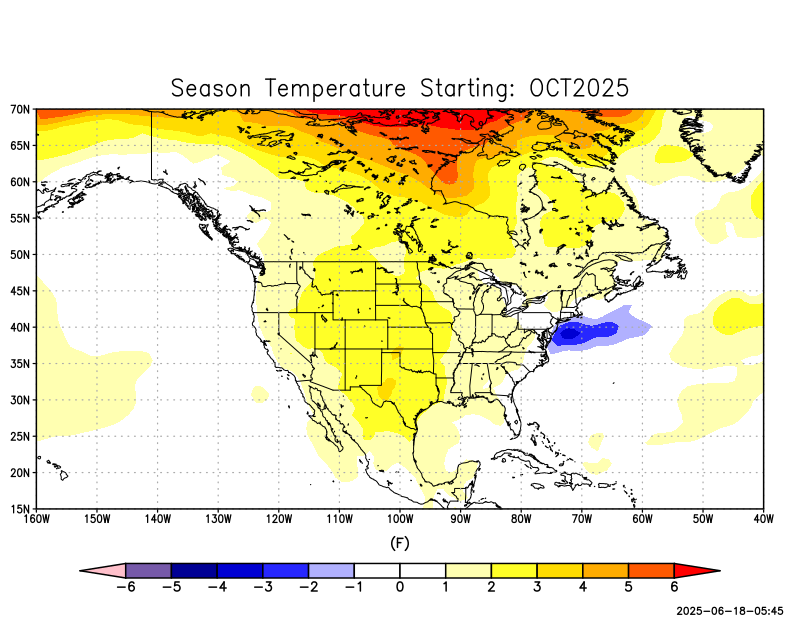 Season Temperature Starting: OCT2025
70N
65N
60N
55N
50N
45N
40N
35N
30N
25N
20N
15N
160W 150W 140W 130W 120W 110W 100W 90W 80W 70W 60W 50W 40W
(F)
-6 -5 -4 -3 -2 -1 0 1 2 3 4 5 6
2025-06-18-05:45